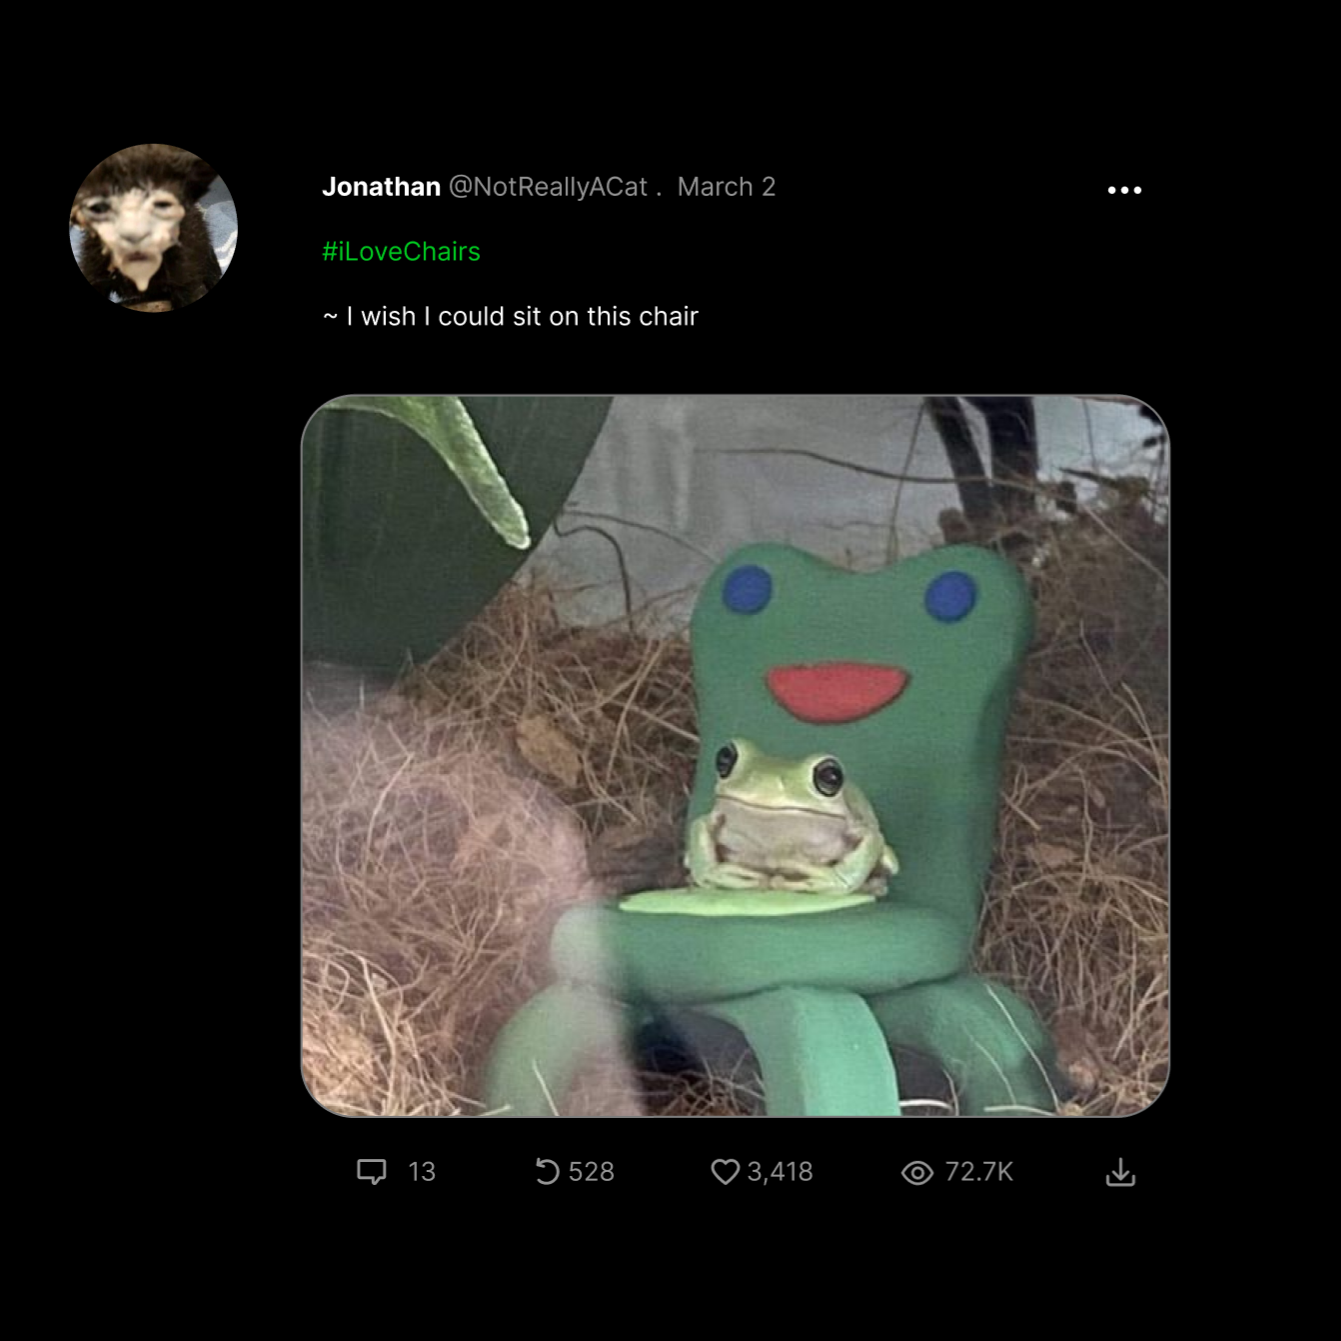 Jonathan @NotReallyACat . March 2
#iLoveChairs
~ I wish I could sit on this chair
13 528 3,418 72.7K